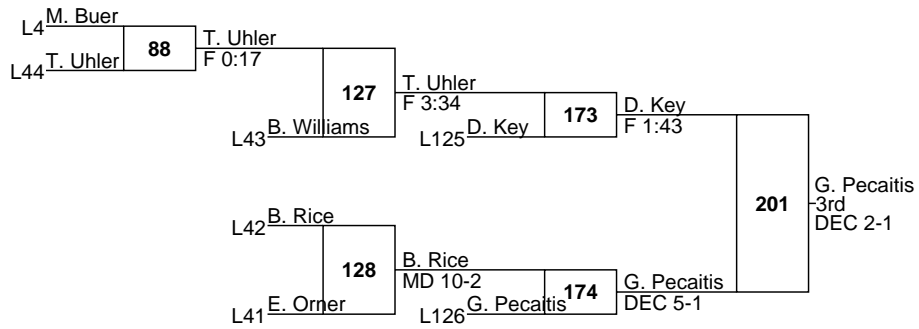 M. Buer
L4
88
T. Uhler
F 0:17
T. Uhler
L44
127
T. Uhler
F 3:34
B. Williams
L43
173
D. Key
F 1:43
D. Key
L125
201
G. Pecaitis
3rd
DEC 2-1
B. Rice
L42
128
B. Rice
MD 10-2
E. Orner
L41
174
G. Pecaitis
DEC 5-1
G. Pecaitis
L126